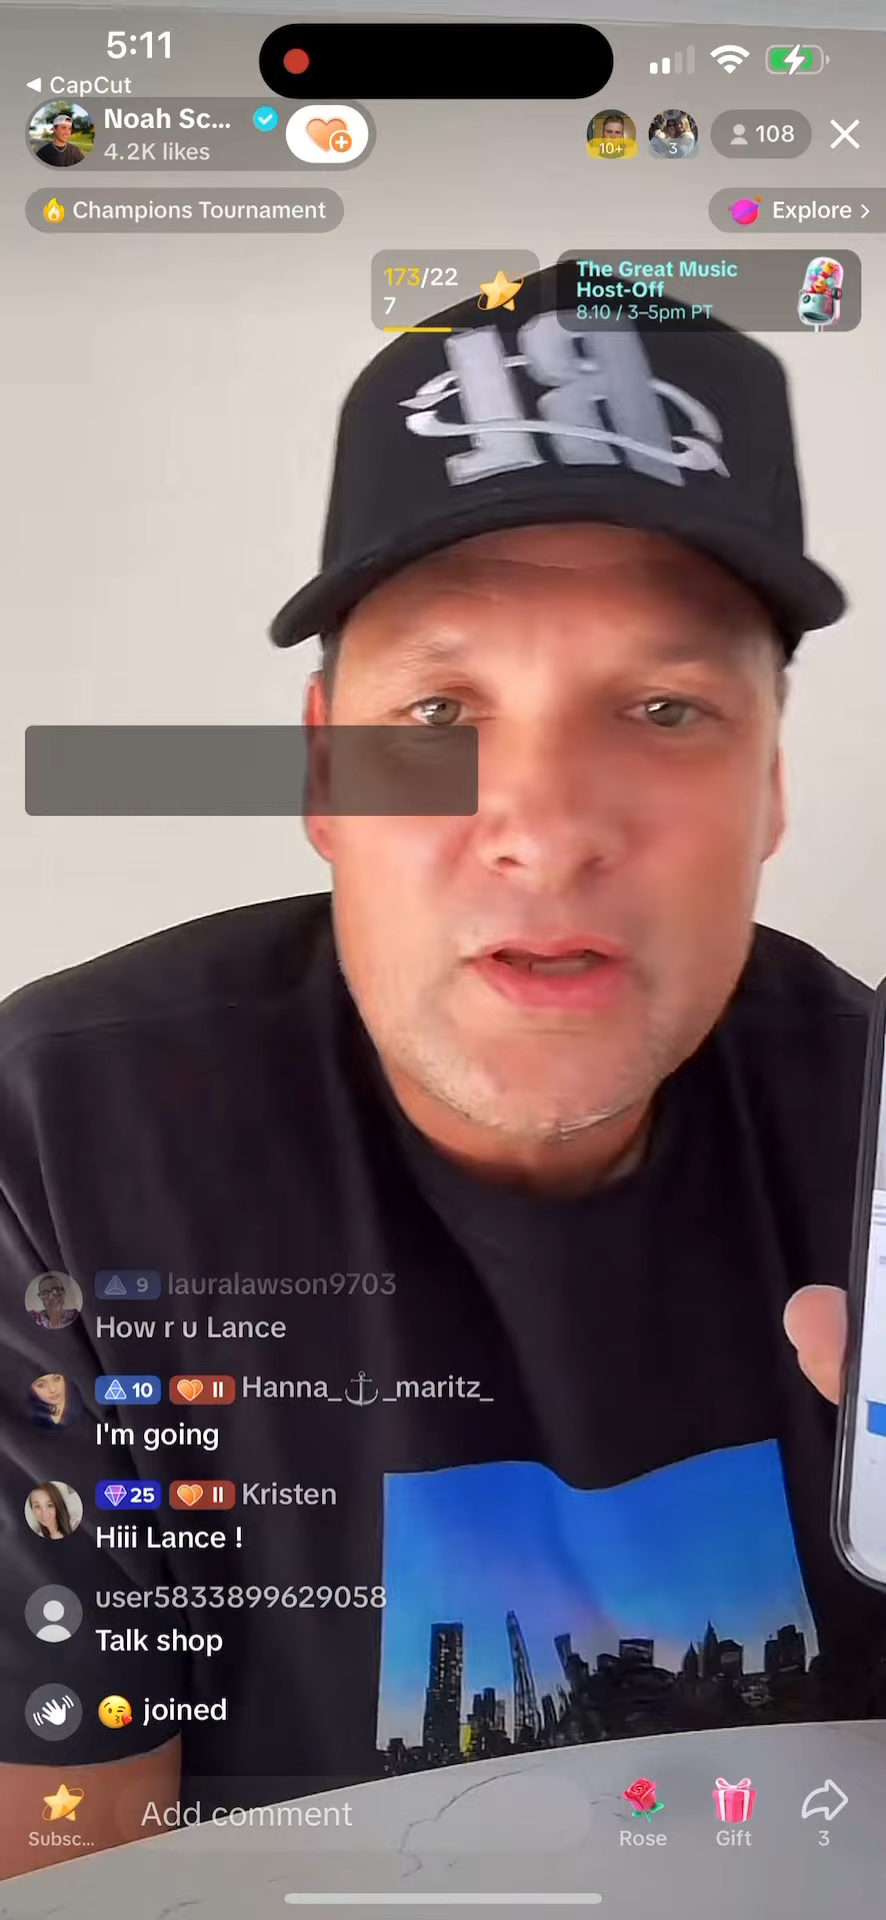 5:11
CapCut
Noah Sc...
4.2K likes
10+
3
108
Champions Tournament
Explore
173/22
7
The Great Music
Host-Off
8.10 / 3–5pm PT
9 lauralawson9703
How r u Lance
10 II Hanna_⚓_maritz_
I'm going
25 II Kristen
Hiii Lance !
user5833899629058
Talk shop
😘 joined
Subsc...
Add comment
Rose
Gift
3